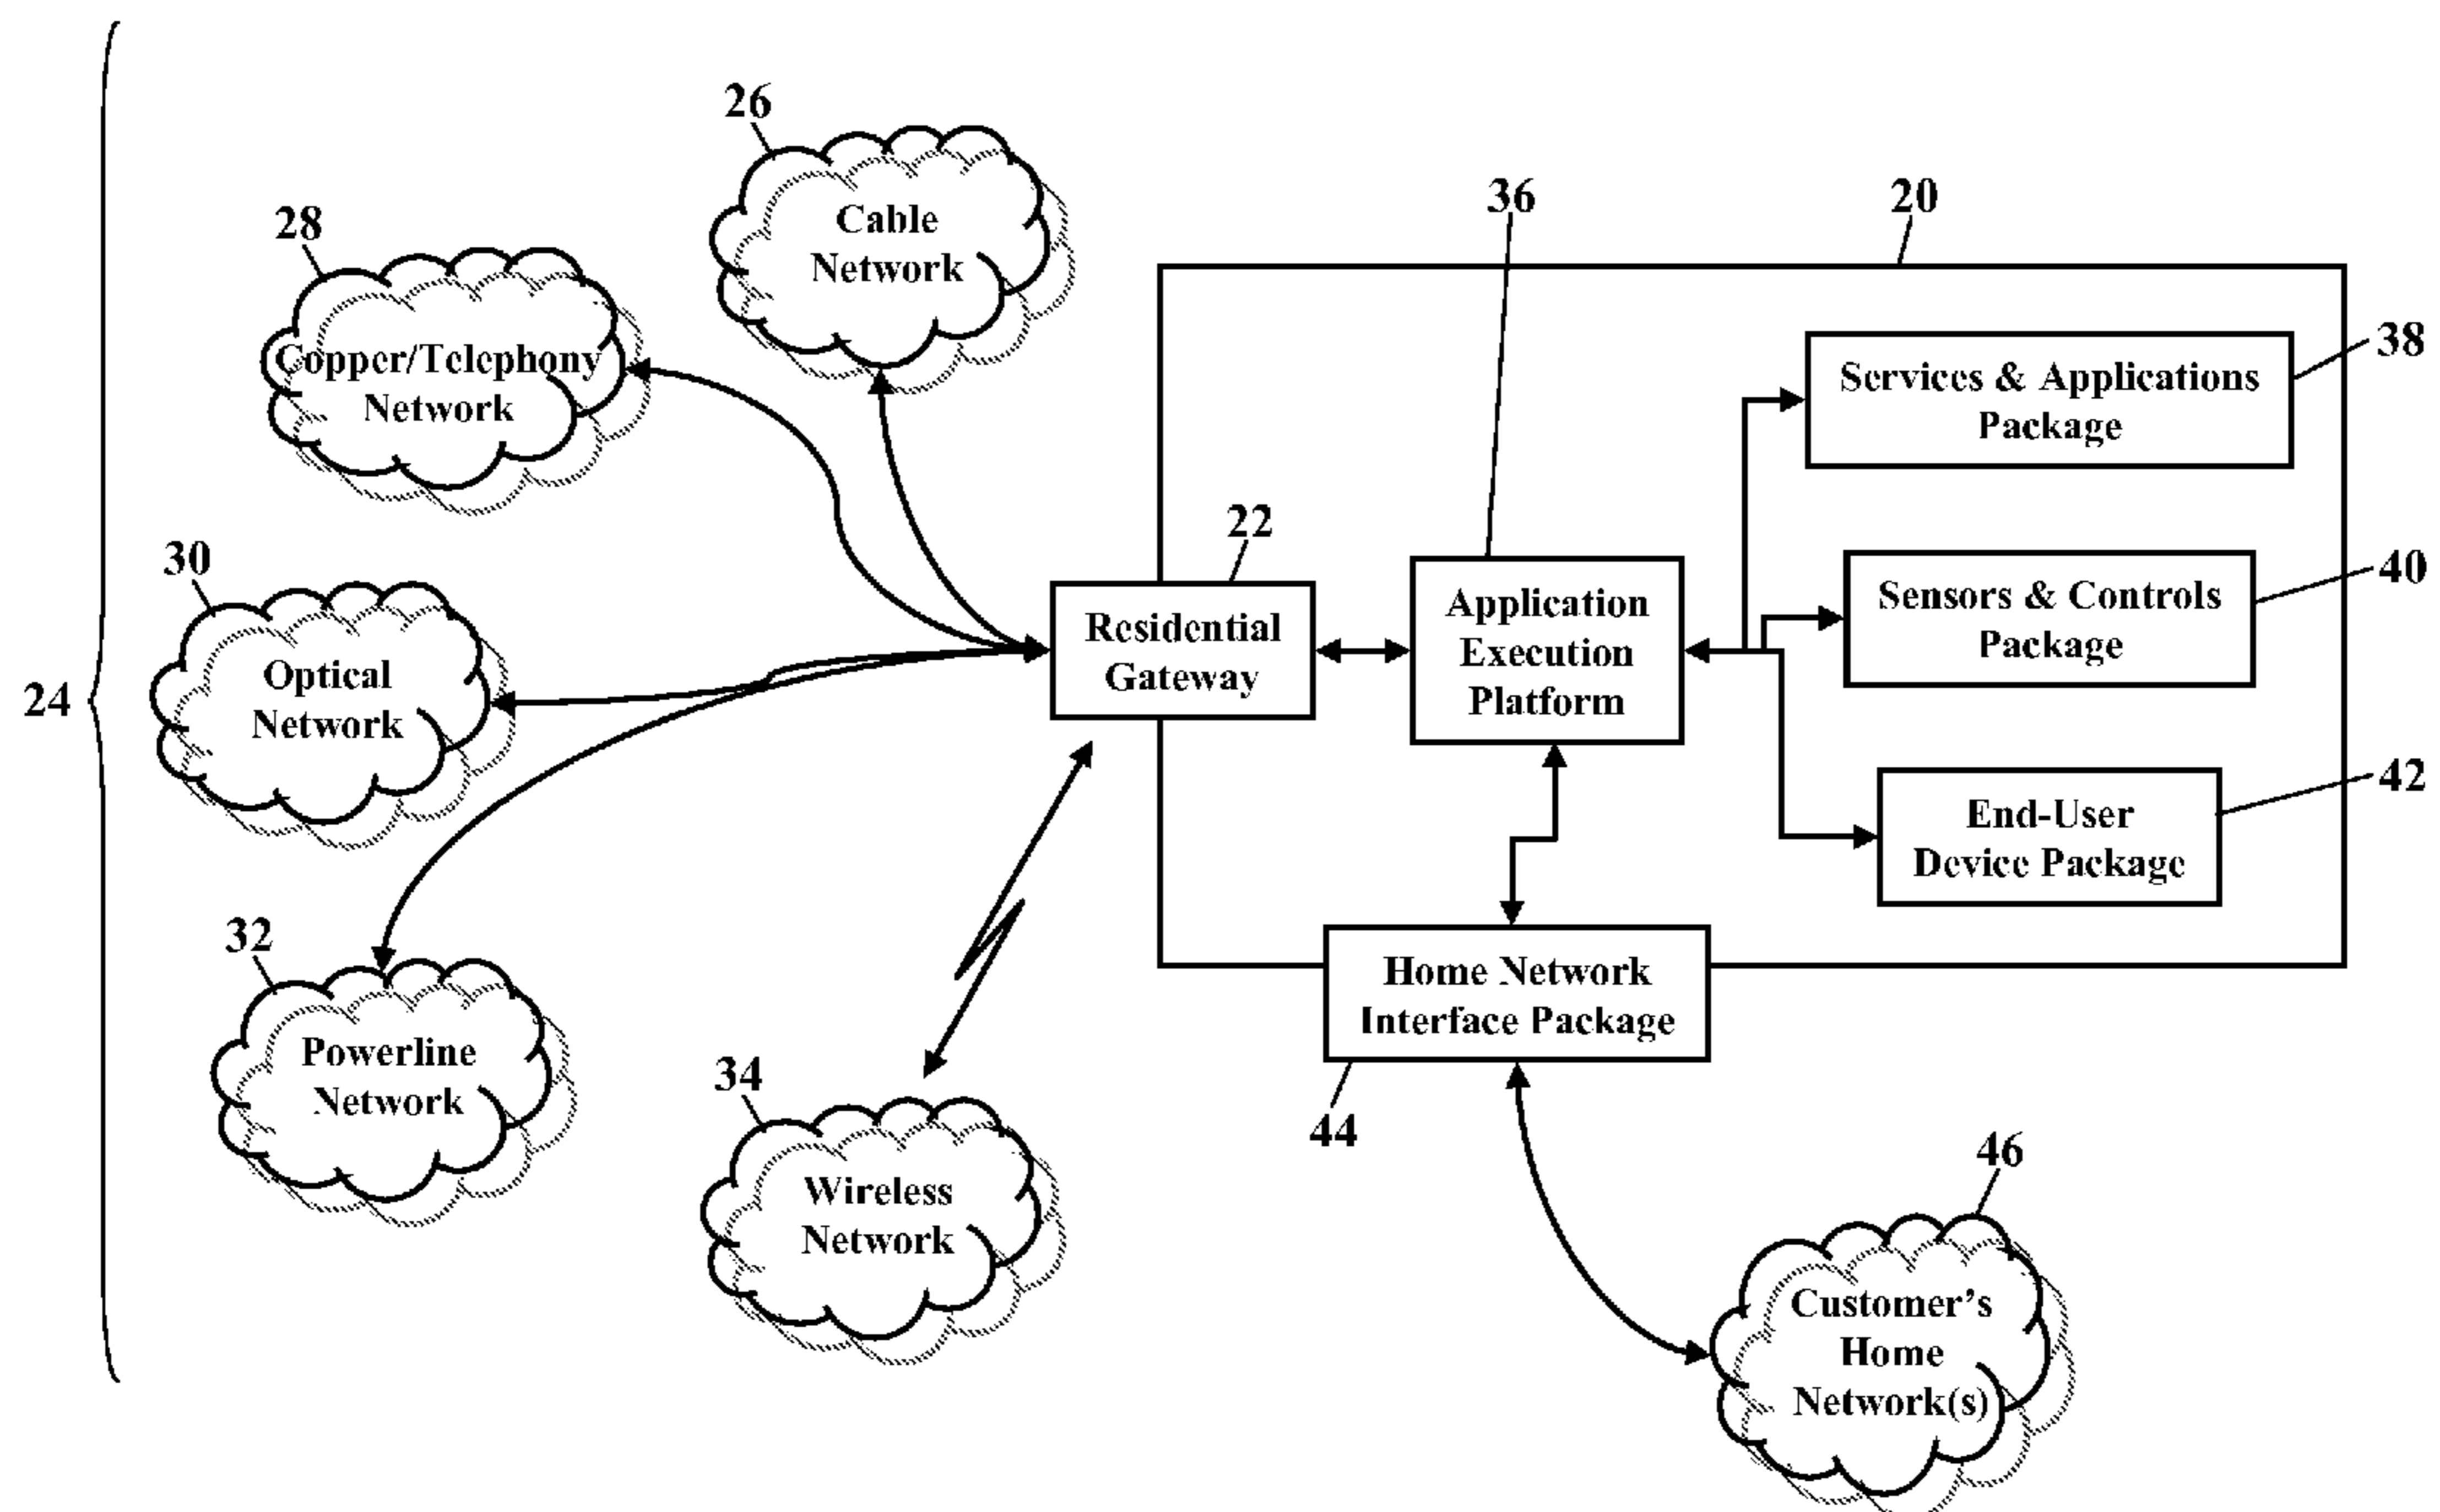 26
Cable
Network
28
Copper/Telephony
Network
30
Optical
Network
24
32
Powerline
Network
34
Wireless
Network
36
20
22
Residential
Gateway
Application
Execution
Platform
Services & Applications
Package
38
Sensors & Controls
Package
40
End-User
Device Package
42
Home Network
Interface Package
44
46
Customer’s
Home
Network(s)